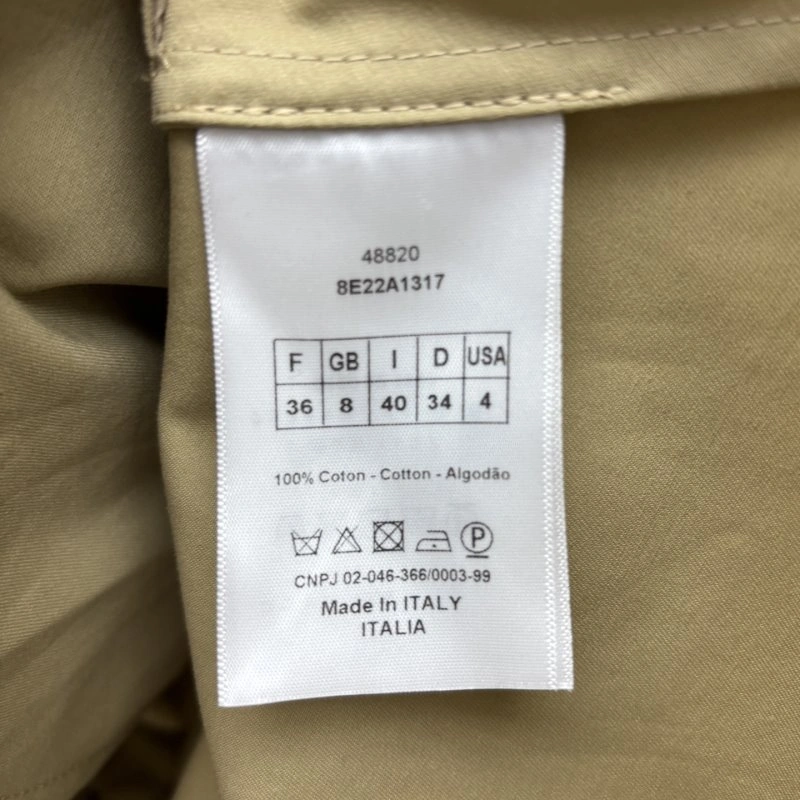 48820
8E22A1317
F GB I D USA
36 8 40 34 4
100% Coton - Cotton - Algodão
P
CNPJ 02-046-366/0003-99
Made In ITALY
ITALIA